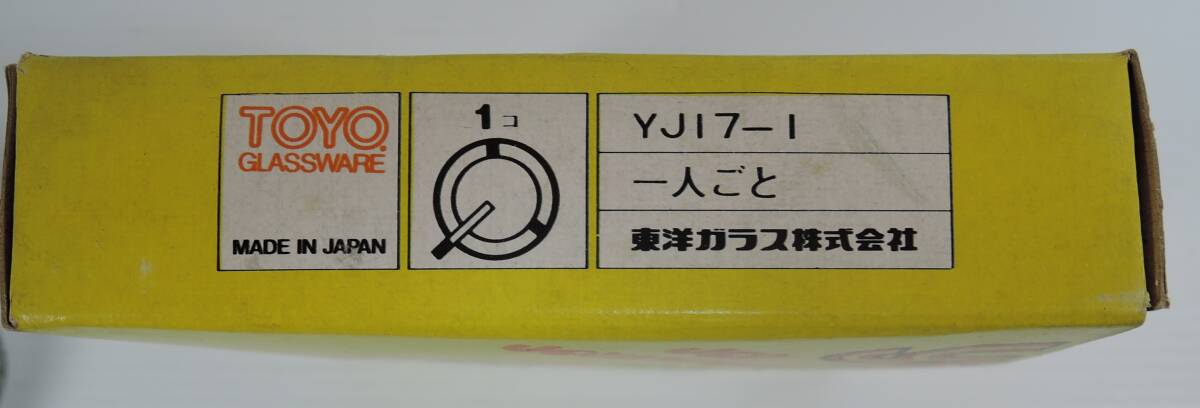 TOYO
GLASSWARE
MADE IN JAPAN
1コ
YJ17-1
一人ごと
東洋ガラス株式会社